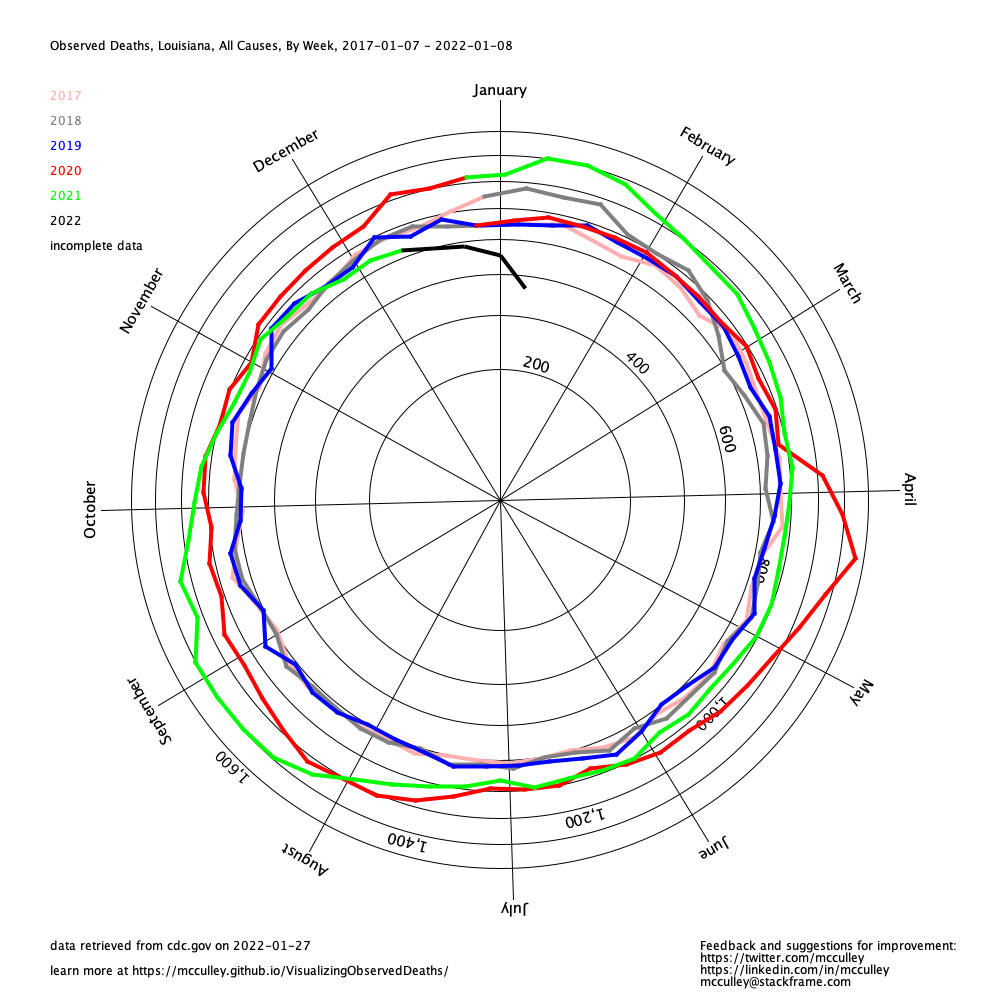 Observed Deaths, Louisiana, All Causes, By Week, 2017-01-07 - 2022-01-08
January
2017
2018
2019
2020
2021
2022
incomplete data
December
February
November
March
200
400
600
October
April
800
September
May
1,000
1,600
1,200
1,400
August
June
July
data retrieved from cdc.gov on 2022-01-27
learn more at https://mcculley.github.io/VisualizingObservedDeaths/
Feedback and suggestions for improvement:
https://twitter.com/mcculley
https://linkedin.com/in/mcculley
mcculley@stackframe.com